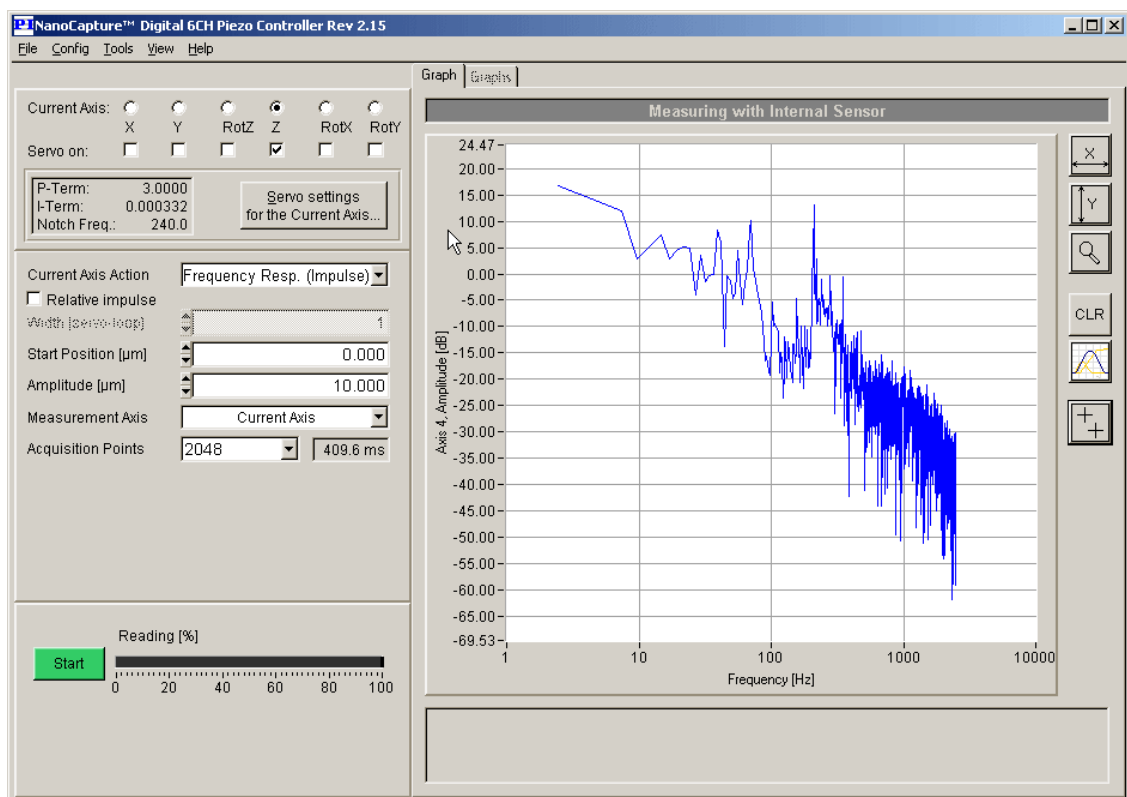 PI NanoCapture™ Digital 6CH Piezo Controller Rev 2.15
File Config Tools View Help
Graph Graphs
Current Axis:
X Y RotZ Z RotX RotY
Servo on:
P-Term: 3.0000
I-Term: 0.000332
Notch Freq.: 240.0
Servo settings
for the Current Axis...
Current Axis Action Frequency Resp. (Impulse)
Relative impulse
Width [servo-loop] 1
Start Position [µm] 0.000
Amplitude [µm] 10.000
Measurement Axis Current Axis
Acquisition Points 2048 409.6 ms
Reading [%]
Start
0 20 40 60 80 100
Measuring with Internal Sensor
24.47
20.00
15.00
10.00
5.00
0.00
-5.00
-10.00
-15.00
-20.00
-25.00
-30.00
-35.00
-40.00
-45.00
-50.00
-55.00
-60.00
-65.00
-69.53
Axis 4, Amplitude [dB]
1 10 100 1000 10000
Frequency [Hz]
X
Y
CLR